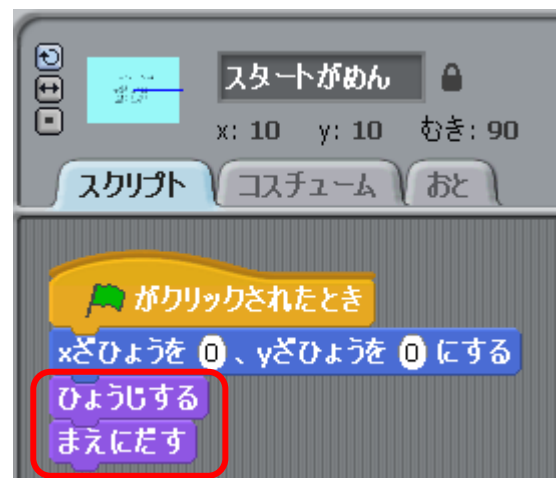 スタートがめん
x: 10 y: 10 むき: 90
スクリプト コスチューム おと
がクリックされたとき
xざひょうを 0 、yざひょうを 0 にする
ひょうじする
まえにだす